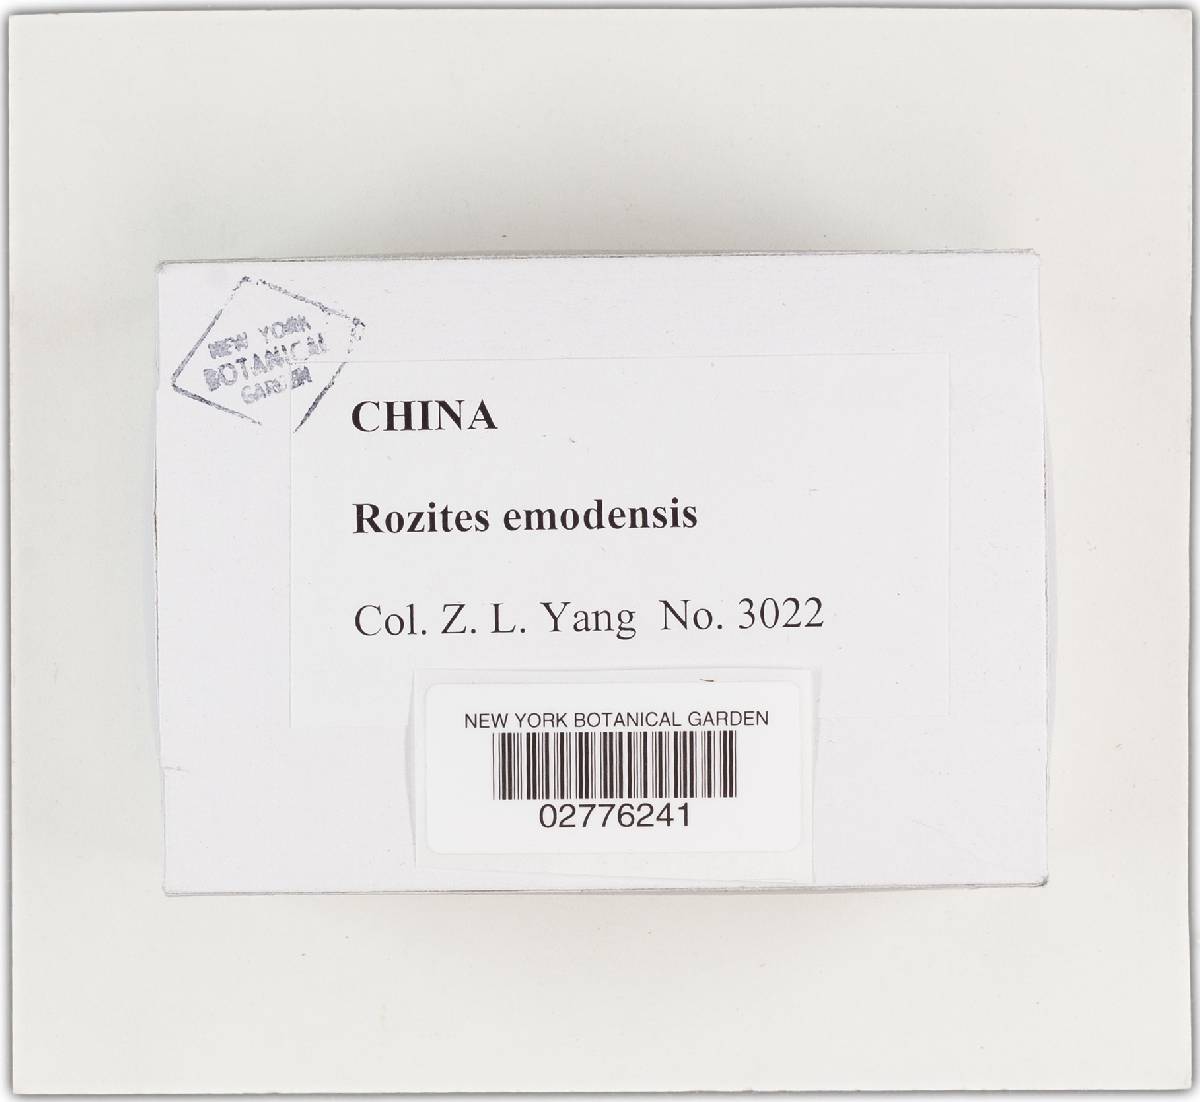 NEW YORK
BOTANICAL
GARDEN
CHINA
Rozites emodensis
Col. Z. L. Yang No. 3022
NEW YORK BOTANICAL GARDEN
02776241